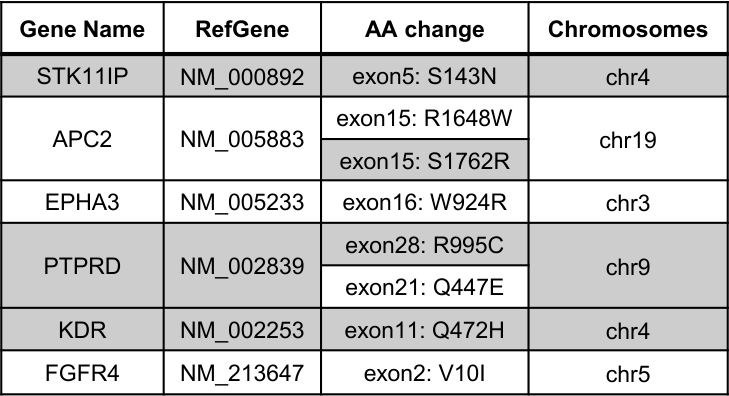 Gene Name RefGene AA change Chromosomes
STK11IP NM_000892 exon5: S143N chr4
APC2 NM_005883 exon15: R1648W chr19
exon15: S1762R
EPHA3 NM_005233 exon16: W924R chr3
PTPRD NM_002839 exon28: R995C chr9
exon21: Q447E
KDR NM_002253 exon11: Q472H chr4
FGFR4 NM_213647 exon2: V10I chr5